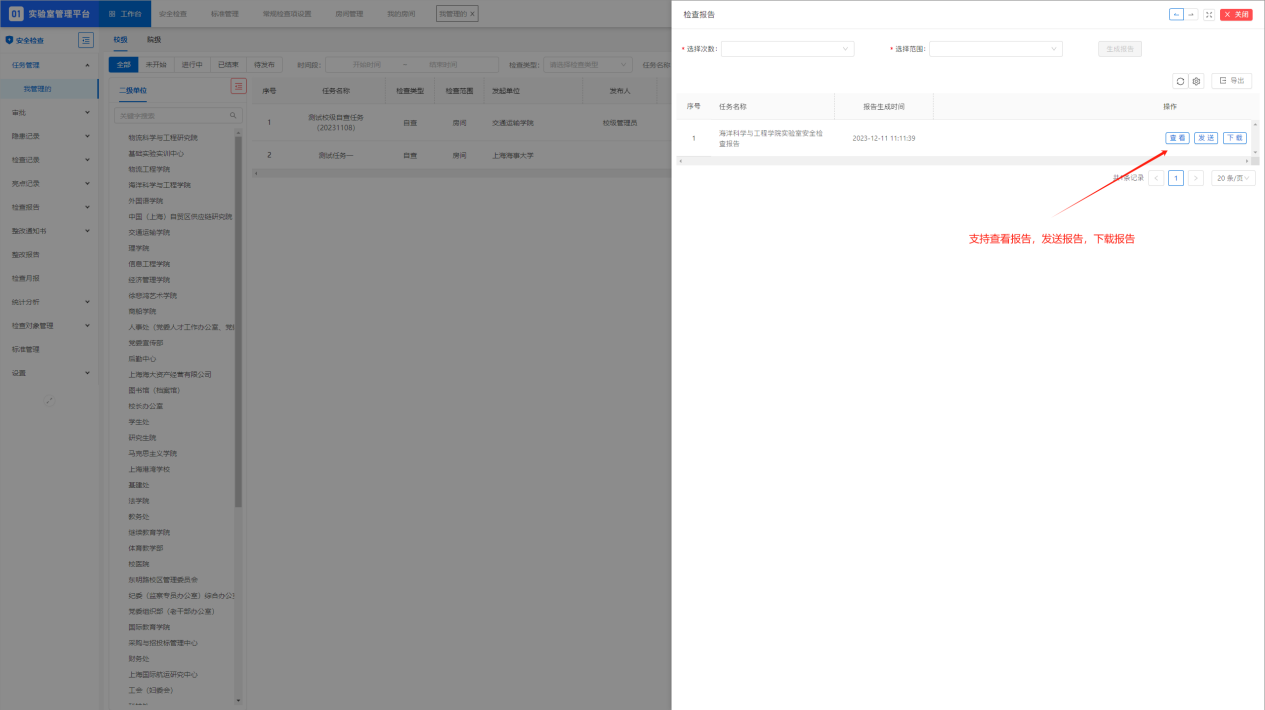 01 实验室管理平台
工作台
安全检查
标准管理
常规检查项设置
房间管理
我的房间
我管理的 ×
安全检查
任务管理
我管理的
审批
隐患记录
检查记录
亮点记录
检查报告
整改通知书
整改报告
检查月报
统计分析
检查对象管理
标准管理
设置
校级
院级
全部
未开始
进行中
已结束
待发布
时间段:
开始时间
~
结束时间
检查类型:
请选择检查类型
任务名称
二级单位
关键字搜索
物流科学与工程研究院
基础实验实训中心
物流工程学院
海洋科学与工程学院
外国语学院
中国（上海）自贸区供应链研究院
交通运输学院
理学院
信息工程学院
经济管理学院
徐悲鸿艺术学院
商船学院
人事处（党委人才工作办公室、党
党委宣传部
后勤中心
上海海大资产经营有限公司
图书馆（档案馆）
校长办公室
学生处
研究生院
马克思主义学院
上海港湾学校
基建处
法学院
教务处
继续教育学院
体育教学部
校医院
东明路校区管理委员会
纪委（监察专员办公室）综合办公
党委组织部（老干部办公室）
国际教育学院
采购与招投标管理中心
财务处
上海国际航运研究中心
工会（妇委会）
序号
任务名称
检查类型
检查范围
发起单位
发布人
1
测试校级自查任务
（20231108）
自查
房间
交通运输学院
校级管理员
2
测试任务一
自查
房间
上海海事大学
检查报告
× 关闭
* 选择次数:
* 选择范围:
生成报告
导出
序号
任务名称
报告生成时间
操作
1
海洋科学与工程学院实验室安全检
查报告
2023-12-11 11:11:39
查 看
发 送
下 载
条记录
< 1 >
20 条/页
支持查看报告，发送报告，下载报告